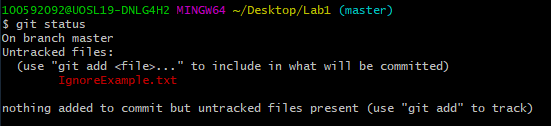 100592092@UOSL19-DNLG4H2 MINGW64 ~/Desktop/Lab1 (master)
$ git status
On branch master
Untracked files:
  (use "git add <file>..." to include in what will be committed)
        IgnoreExample.txt

nothing added to commit but untracked files present (use "git add" to track)